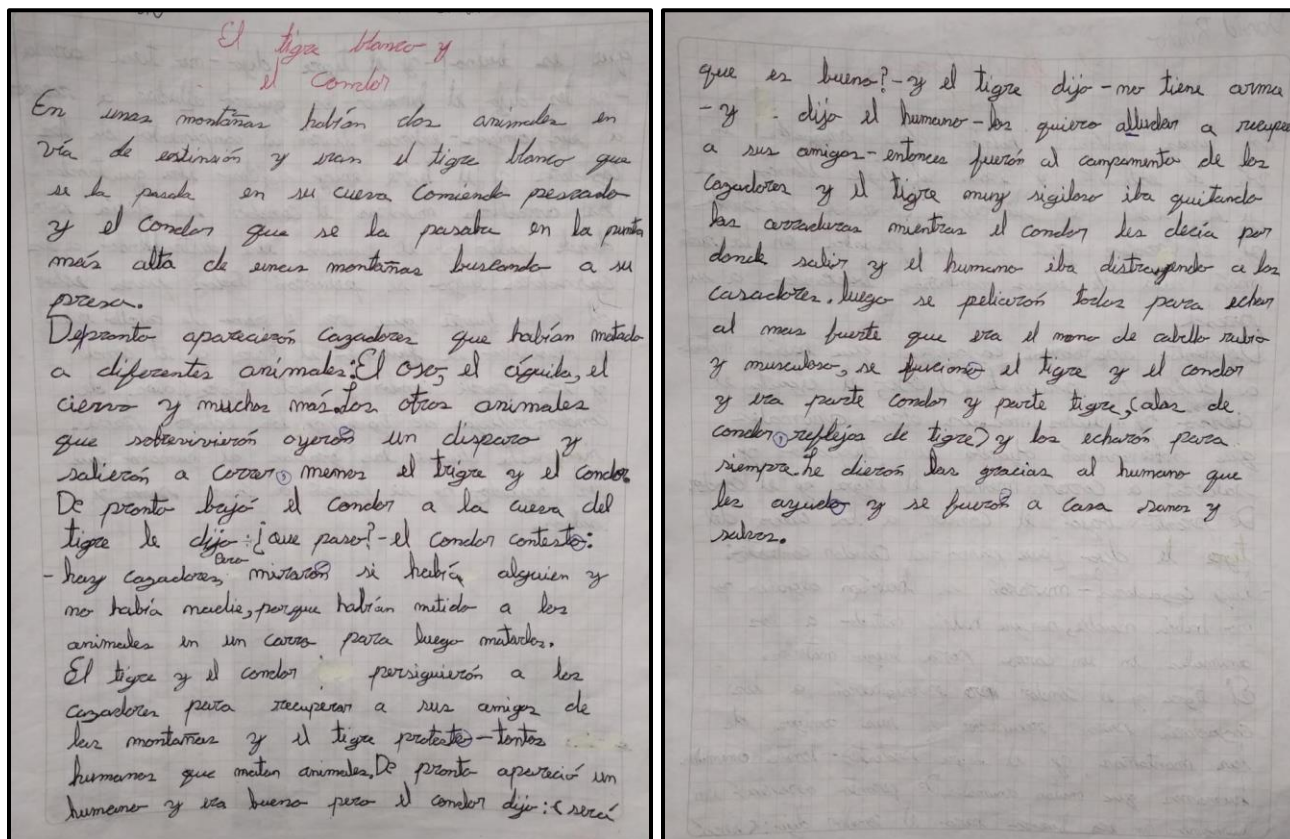 El tigre blanco y
el Condor
En unas montañas habían dos animales en
vía de estinsión y eran el tigre blanco que
se la pasada en su cueva Comiendo pescado
y el Condor que se la pasaba en la punta
más alta de unas montañas buscando a su
presa.
Depronto aparecierón cazadores que habían matado
a diferentes animales: El oso, el águila, el
ciervo y muchos más. Los otros animales
que sobrevivierón oyerón un disparo y
salierón a correr, menos el trigre y el condor.
De pronto bajó el condor a la cueva del
tigre le dijo: ¿que paso? - el condor contesto:
Pero
- hay cazadores, mirarón si había alguien y
no había nadie, porque habían metido a los
animales en un carro para luego matarlos.
El tigre y el condor persiguierón a los
cazadores para recuperar a sus amigos de
las montañas y el tigre protesto - tontos
humanos que matan animales. De pronto apareció un
humano y era bueno pero el condor dijo: ¿será
que es bueno? - y el tigre dijo - no tiene arma
- y dijo el humano - los quiero alludar a recupe
a sus amigos - entonces fuerón al campamento de los
cazadores y el tigre muy sigiloso iba quitando
las cerraduras mientras el condor les decía por
donde salir y el humano iba distrayendo a los
casadores. luego se peliarón todos para echar
al mas fuerte que era el mono de cabello rubio
y musculoso, se fuciono el tigre y el condor
y era parte condor y parte tigre, (alas de
condor, reflejos de tigre) y los echarón para
siempre. he dierón las gracias al humano que
les ayudo y se fuerón a casa sanos y
salvos.